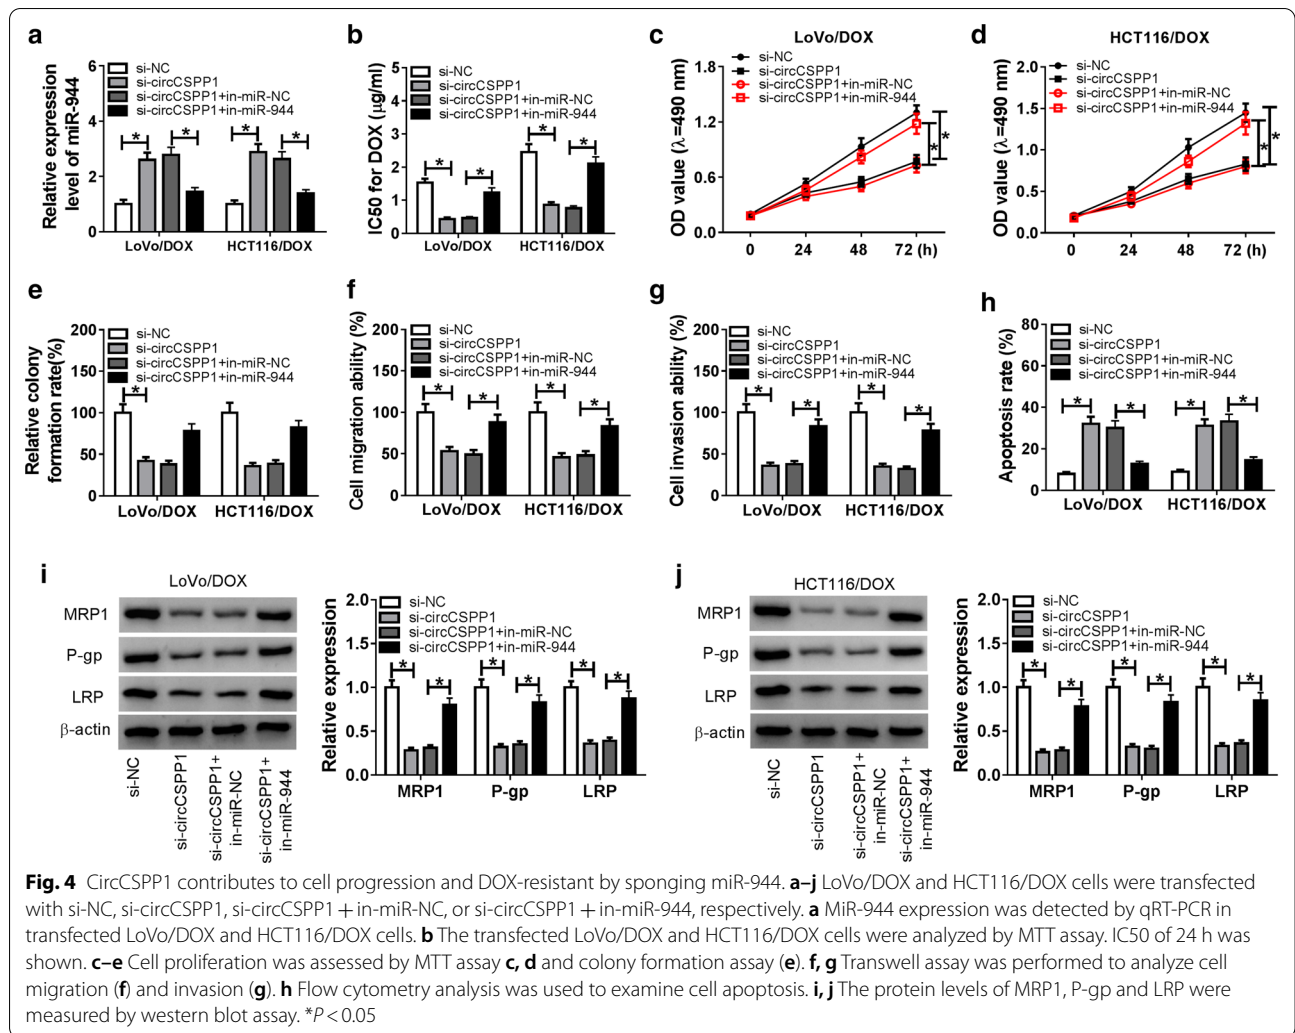 a
Relative expression
level of miR-944
6
4
2
0
si-NC
si-circCSPP1
si-circCSPP1+in-miR-NC
si-circCSPP1+in-miR-944
* * * *
LoVo/DOX HCT116/DOX
b
IC50 for DOX (μg/ml)
5
4
3
2
1
0
si-NC
si-circCSPP1
si-circCSPP1+in-miR-NC
si-circCSPP1+in-miR-944
* * * *
LoVo/DOX HCT116/DOX
c
LoVo/DOX
OD value (λ=490 nm)
1.8
1.2
0.6
0.0
si-NC
si-circCSPP1
si-circCSPP1+in-miR-NC
si-circCSPP1+in-miR-944
* *
0 24 48 72 (h)
d
HCT116/DOX
OD value (λ=490 nm)
2.0
1.5
1.0
0.5
0.0
si-NC
si-circCSPP1
si-circCSPP1+in-miR-NC
si-circCSPP1+in-miR-944
* *
0 24 48 72 (h)
e
Relative colony
formation rate(%)
200
150
100
50
0
si-NC
si-circCSPP1
si-circCSPP1+in-miR-NC
si-circCSPP1+in-miR-944
*
LoVo/DOX HCT116/DOX
f
Cell migration ability (%)
200
150
100
50
0
si-NC
si-circCSPP1
si-circCSPP1+in-miR-NC
si-circCSPP1+in-miR-944
* * * *
LoVo/DOX HCT116/DOX
g
Cell invasion ability (%)
200
150
100
50
0
si-NC
si-circCSPP1
si-circCSPP1+in-miR-NC
si-circCSPP1+in-miR-944
* * * *
LoVo/DOX HCT116/DOX
h
Apoptosis rate (%)
80
60
40
20
0
si-NC
si-circCSPP1
si-circCSPP1+in-miR-NC
si-circCSPP1+in-miR-944
* * * *
LoVo/DOX HCT116/DOX
i
LoVo/DOX
MRP1
P-gp
LRP
β-actin
si-NC
si-circCSPP1
si-circCSPP1+
in-miR-NC
si-circCSPP1+
in-miR-944
Relative expression
2.0
1.5
1.0
0.5
0.0
si-NC
si-circCSPP1
si-circCSPP1+in-miR-NC
si-circCSPP1+in-miR-944
* * * * * *
MRP1 P-gp LRP
j
HCT116/DOX
MRP1
P-gp
LRP
β-actin
si-NC
si-circCSPP1
si-circCSPP1+
in-miR-NC
si-circCSPP1+
in-miR-944
Relative expression
2.0
1.5
1.0
0.5
0.0
si-NC
si-circCSPP1
si-circCSPP1+in-miR-NC
si-circCSPP1+in-miR-944
* * * * * *
MRP1 P-gp LRP
Fig. 4 CircCSPP1 contributes to cell progression and DOX-resistant by sponging miR-944. a–j LoVo/DOX and HCT116/DOX cells were transfected
with si-NC, si-circCSPP1, si-circCSPP1 + in-miR-NC, or si-circCSPP1 + in-miR-944, respectively. a MiR-944 expression was detected by qRT-PCR in
transfected LoVo/DOX and HCT116/DOX cells. b The transfected LoVo/DOX and HCT116/DOX cells were analyzed by MTT assay. IC50 of 24 h was
shown. c–e Cell proliferation was assessed by MTT assay c, d and colony formation assay (e). f, g Transwell assay was performed to analyze cell
migration (f) and invasion (g). h Flow cytometry analysis was used to examine cell apoptosis. i, j The protein levels of MRP1, P-gp and LRP were
measured by western blot assay. *P < 0.05